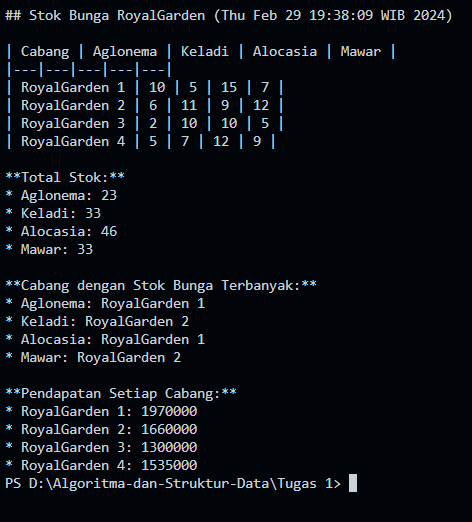 ## Stok Bunga RoyalGarden (Thu Feb 29 19:38:09 WIB 2024)
| Cabang | Aglonema | Keladi | Alocasia | Mawar |
|---|---|---|---|---|
| RoyalGarden 1 | 10 | 5 | 15 | 7 |
| RoyalGarden 2 | 6 | 11 | 9 | 12 |
| RoyalGarden 3 | 2 | 10 | 10 | 5 |
| RoyalGarden 4 | 5 | 7 | 12 | 9 |
**Total Stok:**
* Aglonema: 23
* Keladi: 33
* Alocasia: 46
* Mawar: 33
**Cabang dengan Stok Bunga Terbanyak:**
* Aglonema: RoyalGarden 1
* Keladi: RoyalGarden 2
* Alocasia: RoyalGarden 1
* Mawar: RoyalGarden 2
**Pendapatan Setiap Cabang:**
* RoyalGarden 1: 1970000
* RoyalGarden 2: 1660000
* RoyalGarden 3: 1300000
* RoyalGarden 4: 1535000
PS D:\Algoritma-dan-Struktur-Data\Tugas 1>